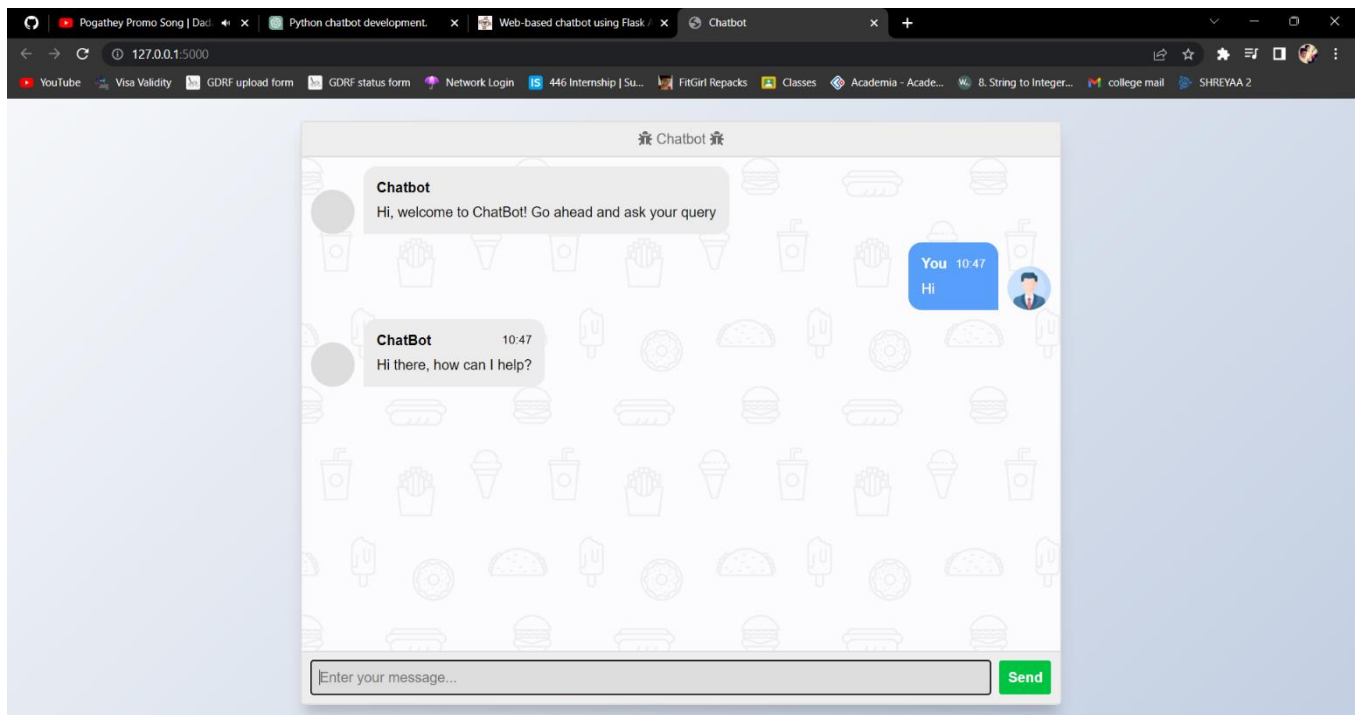 Pogathey Promo Song | Dad
Python chatbot development.
Web-based chatbot using Flask /
Chatbot
127.0.0.1:5000
YouTube
Visa Validity
GDRF upload form
GDRF status form
Network Login
IS
446 Internship | Su...
FitGirl Repacks
Classes
Academia - Acade...
8. String to Integer...
college mail
SHREYAA 2
Chatbot
Chatbot
Hi, welcome to ChatBot! Go ahead and ask your query
You 10:47
Hi
ChatBot 10:47
Hi there, how can I help?
Enter your message...
Send